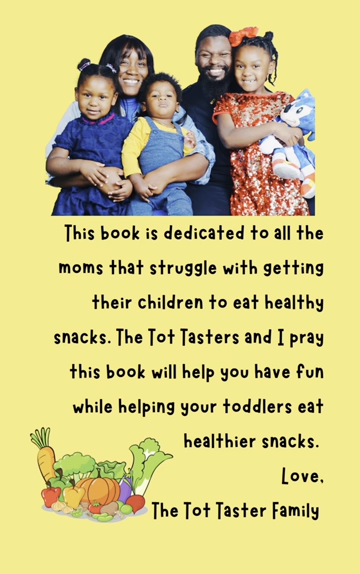 This book is dedicated to all the
moms that struggle with getting
their children to eat healthy
snacks. The Tot Tasters and I pray
this book will help you have fun
while helping your toddlers eat
healthier snacks.
Love,
The Tot Taster Family